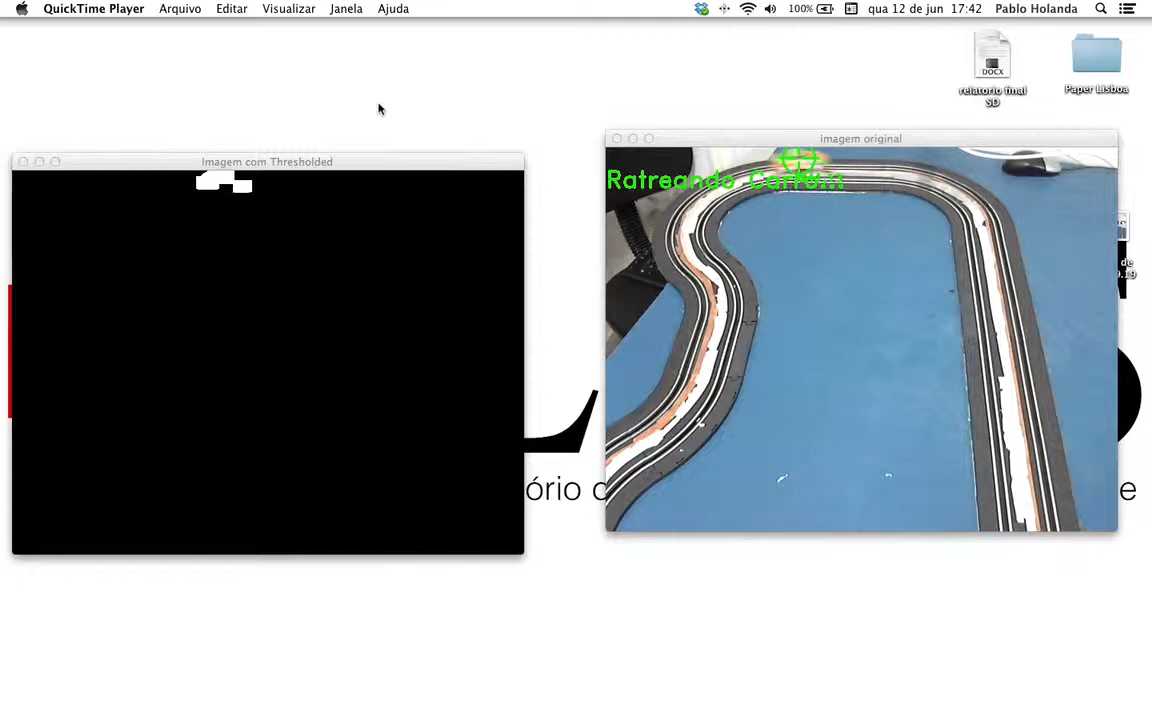 QuickTime Player Arquivo Editar Visualizar Janela Ajuda 100% qua 12 de jun 17:42 Pablo Holanda
DOCX
relatorio final
SD
Paper Lisboa
imagem original
Imagem com Thresholded
Ratreando Carro...
de
ório
e